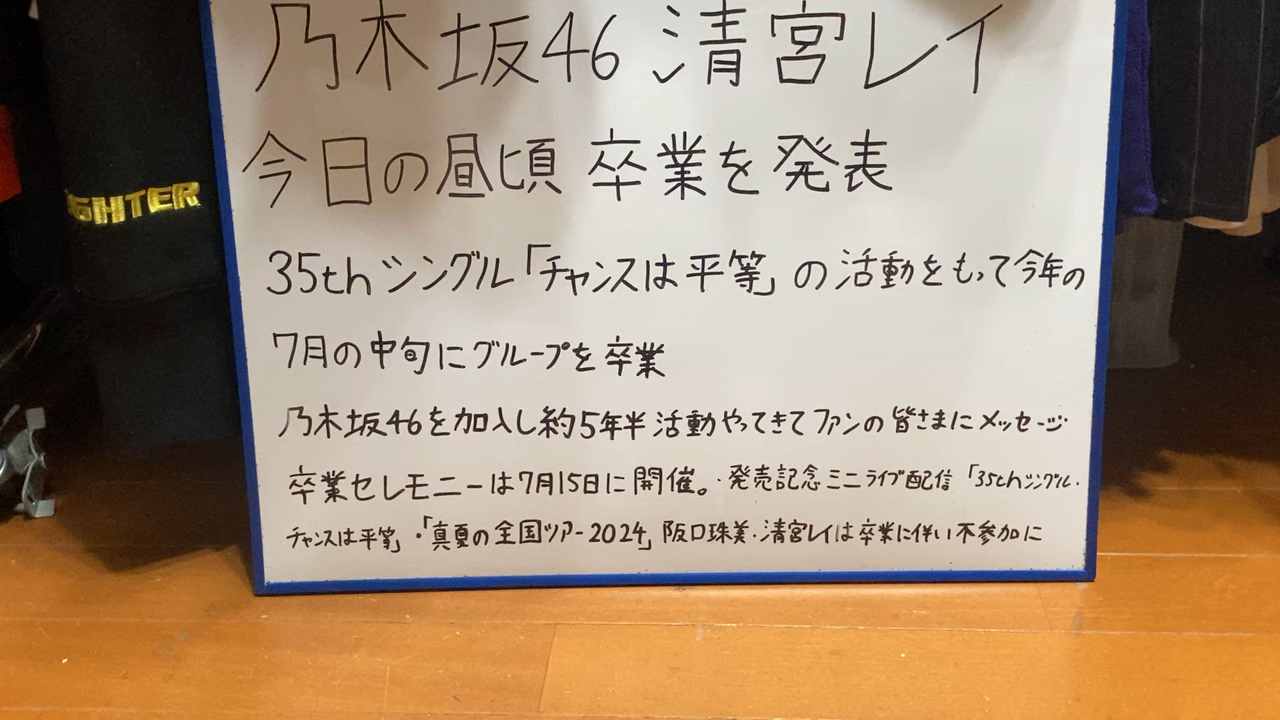 乃木坂46 清宮レイ
今日の昼頃 卒業を発表
35thシングル「チャンスは平等」の活動をもって今年の
7月の中旬にグループを卒業
乃木坂46を加入し約5年半活動やってきてファンの皆さまにメッセージ
卒業セレモニーは7月15日に開催。・発売記念ミニライブ配信「35thシングル・
チャンスは平等」・「真夏の全国ツアー2024」阪口珠美・清宮レイは卒業に伴い不参加に
IGHTER